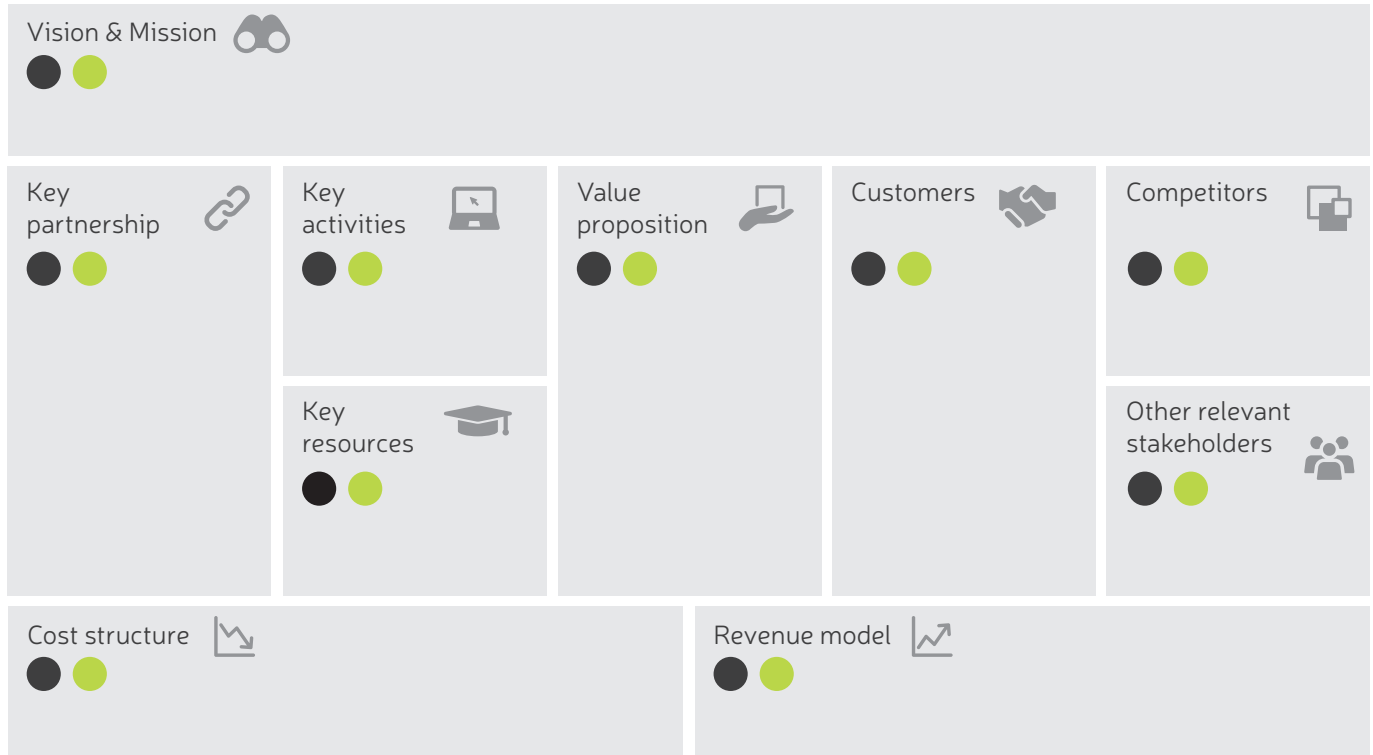 Vision & Mission
Key
partnership
Key
activities
Value
proposition
Customers
Competitors
Key
resources
Other relevant
stakeholders
Cost structure
Revenue model